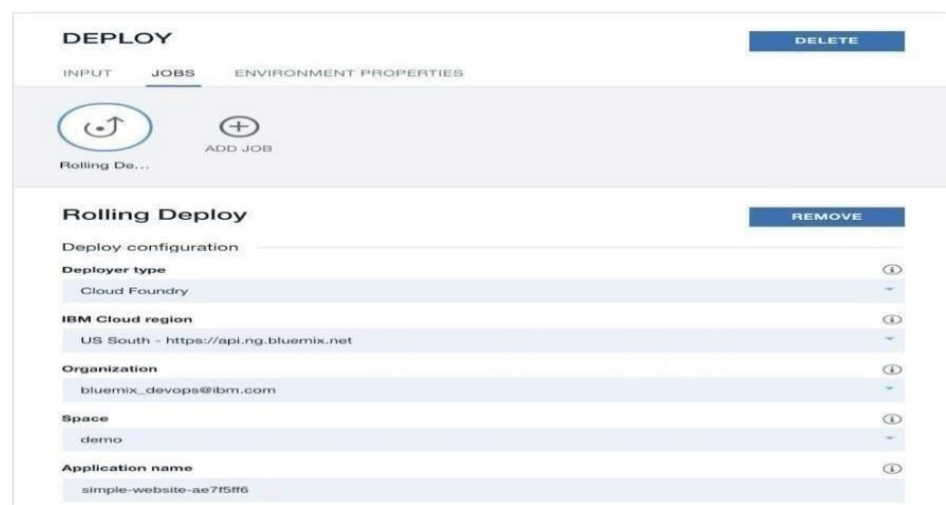 DEPLOY
DELETE
INPUT JOBS ENVIRONMENT PROPERTIES
ADD JOB
Rolling De...
Rolling Deploy
REMOVE
Deploy configuration
Deployer type
Cloud Foundry
IBM Cloud region
US South - https://api.ng.bluemix.net
Organization
bluemix_devops@ibm.com
Space
demo
Application name
simple-website-ae7f5ff6